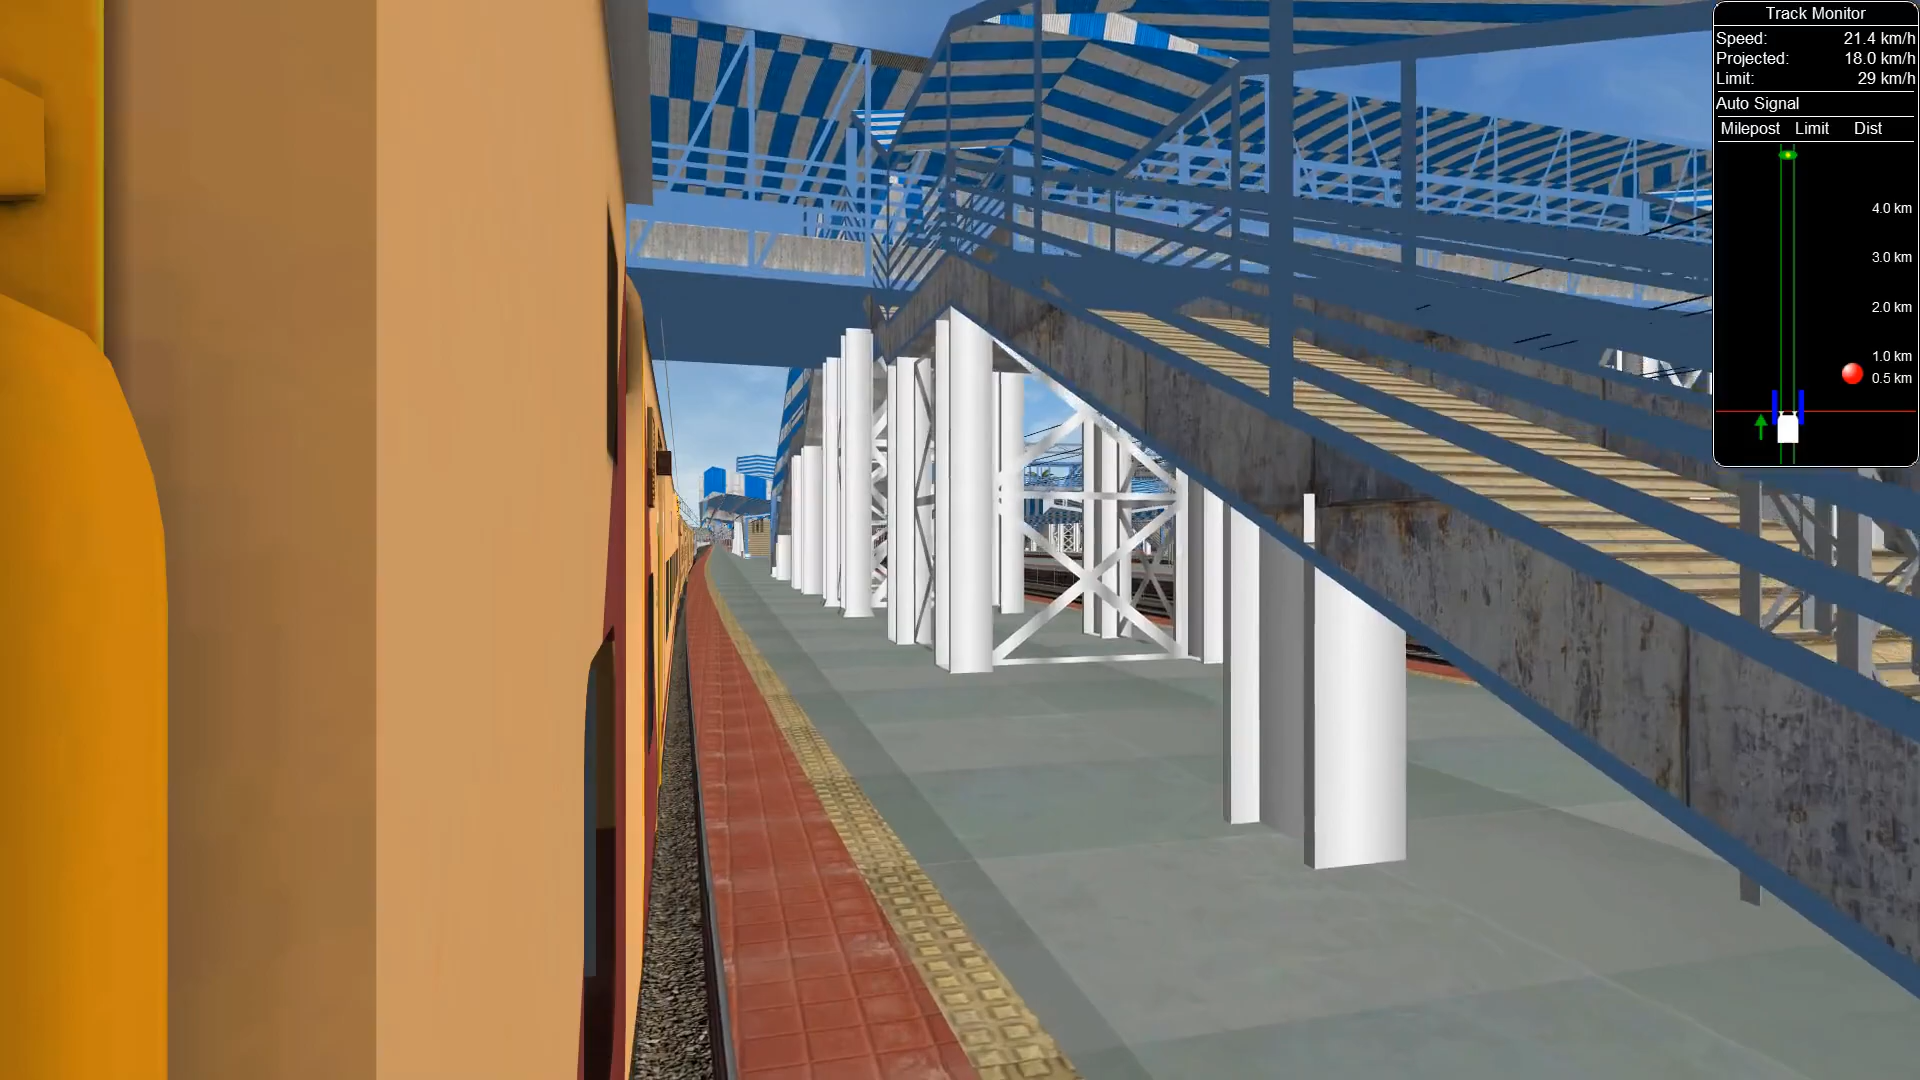 Track Monitor
Speed: 21.4 km/h
Projected: 18.0 km/h
Limit: 29 km/h
Auto Signal
Milepost Limit Dist
4.0 km
3.0 km
2.0 km
1.0 km
0.5 km